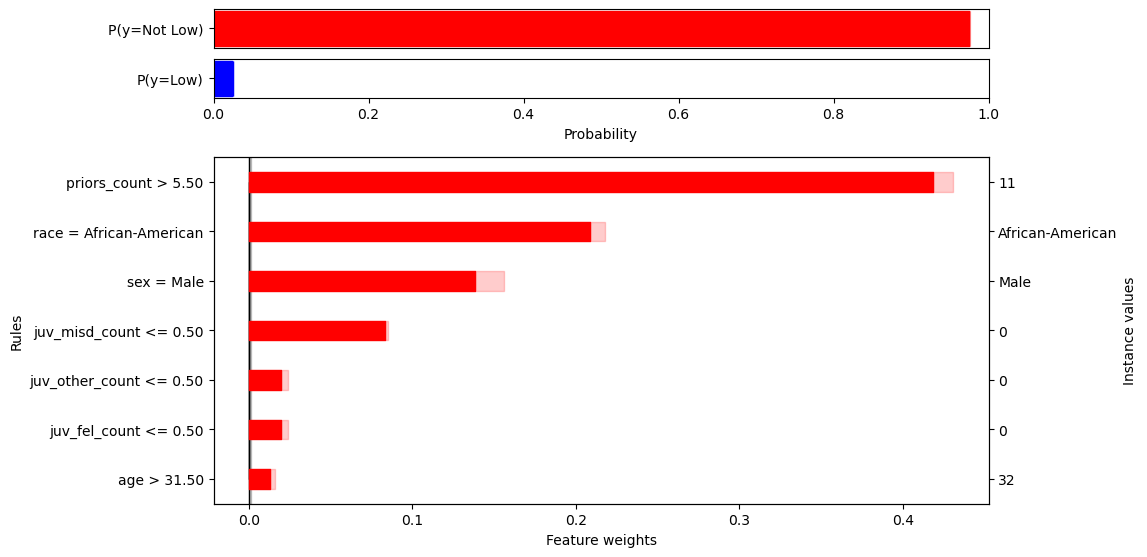 P(y=Not Low)
P(y=Low)
0.0 0.2 0.4 0.6 0.8 1.0
Probability
priors_count > 5.50 11
race = African-American African-American
sex = Male Male
juv_misd_count <= 0.50 0
juv_other_count <= 0.50 0
juv_fel_count <= 0.50 0
age > 31.50 32
Rules
Instance values
0.0 0.1 0.2 0.3 0.4
Feature weights